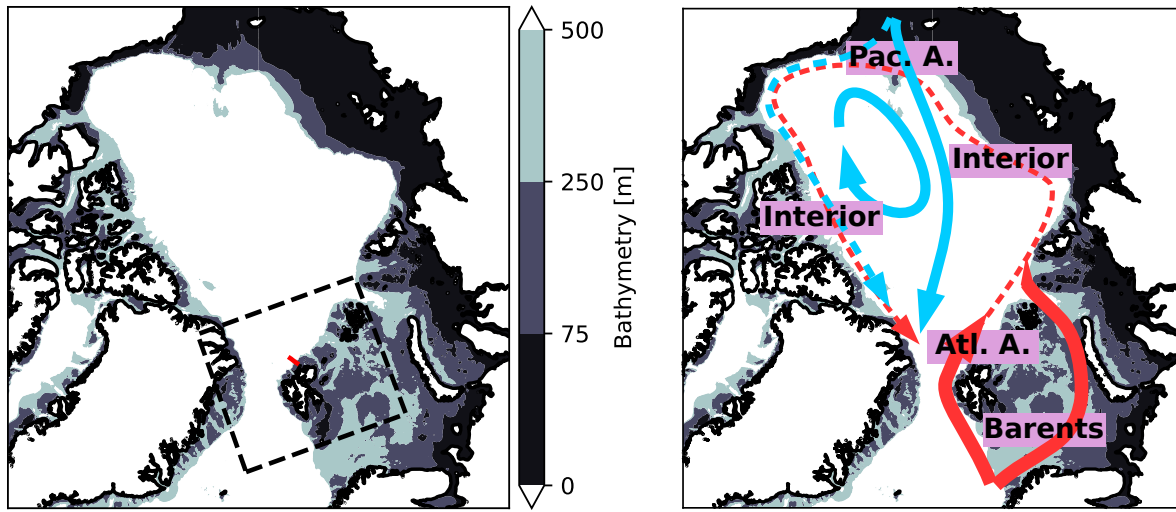 500
250
75
0
Bathymetry [m]
Pac. A.
Interior
Interior
Atl. A.
Barents